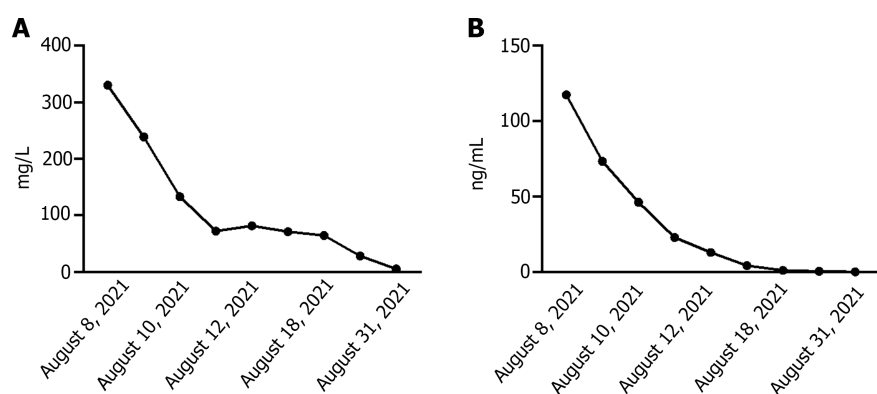 A
400
300
200
100
0
mg/L
August 8, 2021
August 10, 2021
August 12, 2021
August 18, 2021
August 31, 2021
B
150
100
50
0
ng/mL
August 8, 2021
August 10, 2021
August 12, 2021
August 18, 2021
August 31, 2021